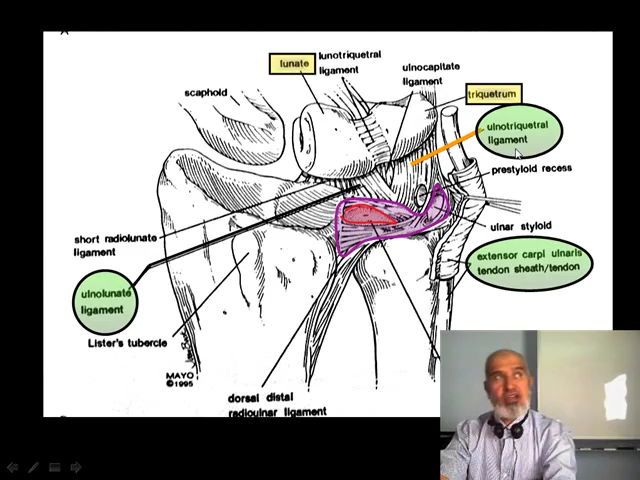 lunate
lunotriquetral
ligament
ulnocapitate
ligament
scaphoid
triquetrum
ulnotriquetral
ligament
prestyloid recess
ulnar styloid
short radiolunate
ligament
extensor carpi ulnaris
tendon sheath/tendon
ulnolunate
ligament
Lister's tubercle
MAYO
©1995
dorsal distal
radioulnar ligament